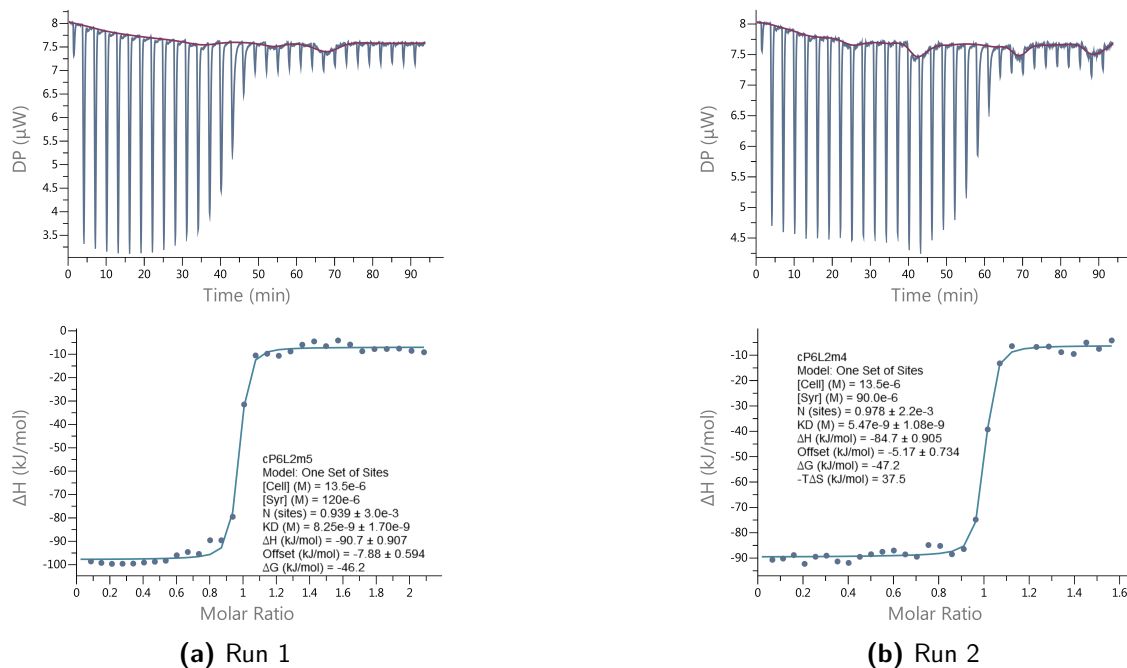 8
7.5
7
6.5
6
5.5
5
4.5
4
3.5
DP (µW)
0 10 20 30 40 50 60 70 80 90
Time (min)
0
-10
-20
-30
-40
-50
-60
-70
-80
-90
-100
ΔH (kJ/mol)
cP6L2m5
Model: One Set of Sites
[Cell] (M) = 13.5e-6
[Syr] (M) = 120e-6
N (sites) = 0.939 ± 3.0e-3
KD (M) = 8.25e-9 ± 1.70e-9
ΔH (kJ/mol) = -90.7 ± 0.907
Offset (kJ/mol) = -7.88 ± 0.594
ΔG (kJ/mol) = -46.2
0 0.2 0.4 0.6 0.8 1 1.2 1.4 1.6 1.8 2
Molar Ratio
(a) Run 1
8
7.5
7
6.5
6
5.5
5
4.5
DP (µW)
0 10 20 30 40 50 60 70 80 90
Time (min)
-10
-20
-30
-40
-50
-60
-70
-80
-90
ΔH (kJ/mol)
cP6L2m4
Model: One Set of Sites
[Cell] (M) = 13.5e-6
[Syr] (M) = 90.0e-6
N (sites) = 0.978 ± 2.2e-3
KD (M) = 5.47e-9 ± 1.08e-9
ΔH (kJ/mol) = -84.7 ± 0.905
Offset (kJ/mol) = -5.17 ± 0.734
ΔG (kJ/mol) = -47.2
-TΔS (kJ/mol) = 37.5
0 0.2 0.4 0.6 0.8 1 1.2 1.4 1.6
Molar Ratio
(b) Run 2